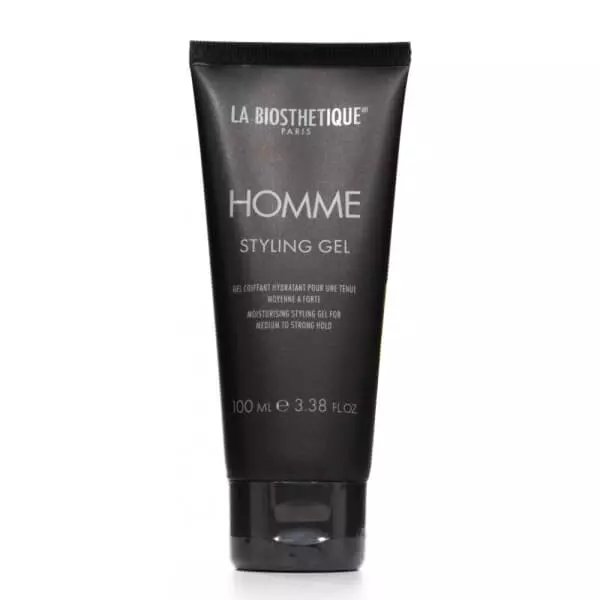 LA BIOSTHETIQUE
PARIS
HOMME
STYLING GEL
GEL COIFFANT HYDRATANT POUR UNE TENUE
MOYENNE A FORTE
MOISTURISING STYLING GEL FOR
MEDIUM TO STRONG HOLD
100 ML ℮ 3.38 FL.OZ.